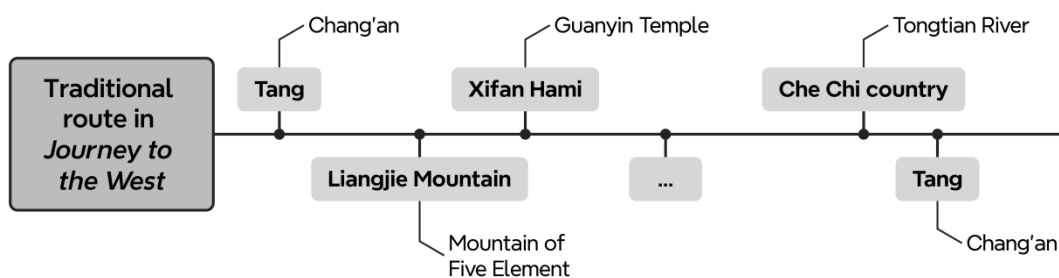 Traditional
route in
Journey to
the West
Chang'an
Tang
Liangjie Mountain
Mountain of
Five Element
Guanyin Temple
Xifan Hami
...
Tongtian River
Che Chi country
Tang
Chang'an